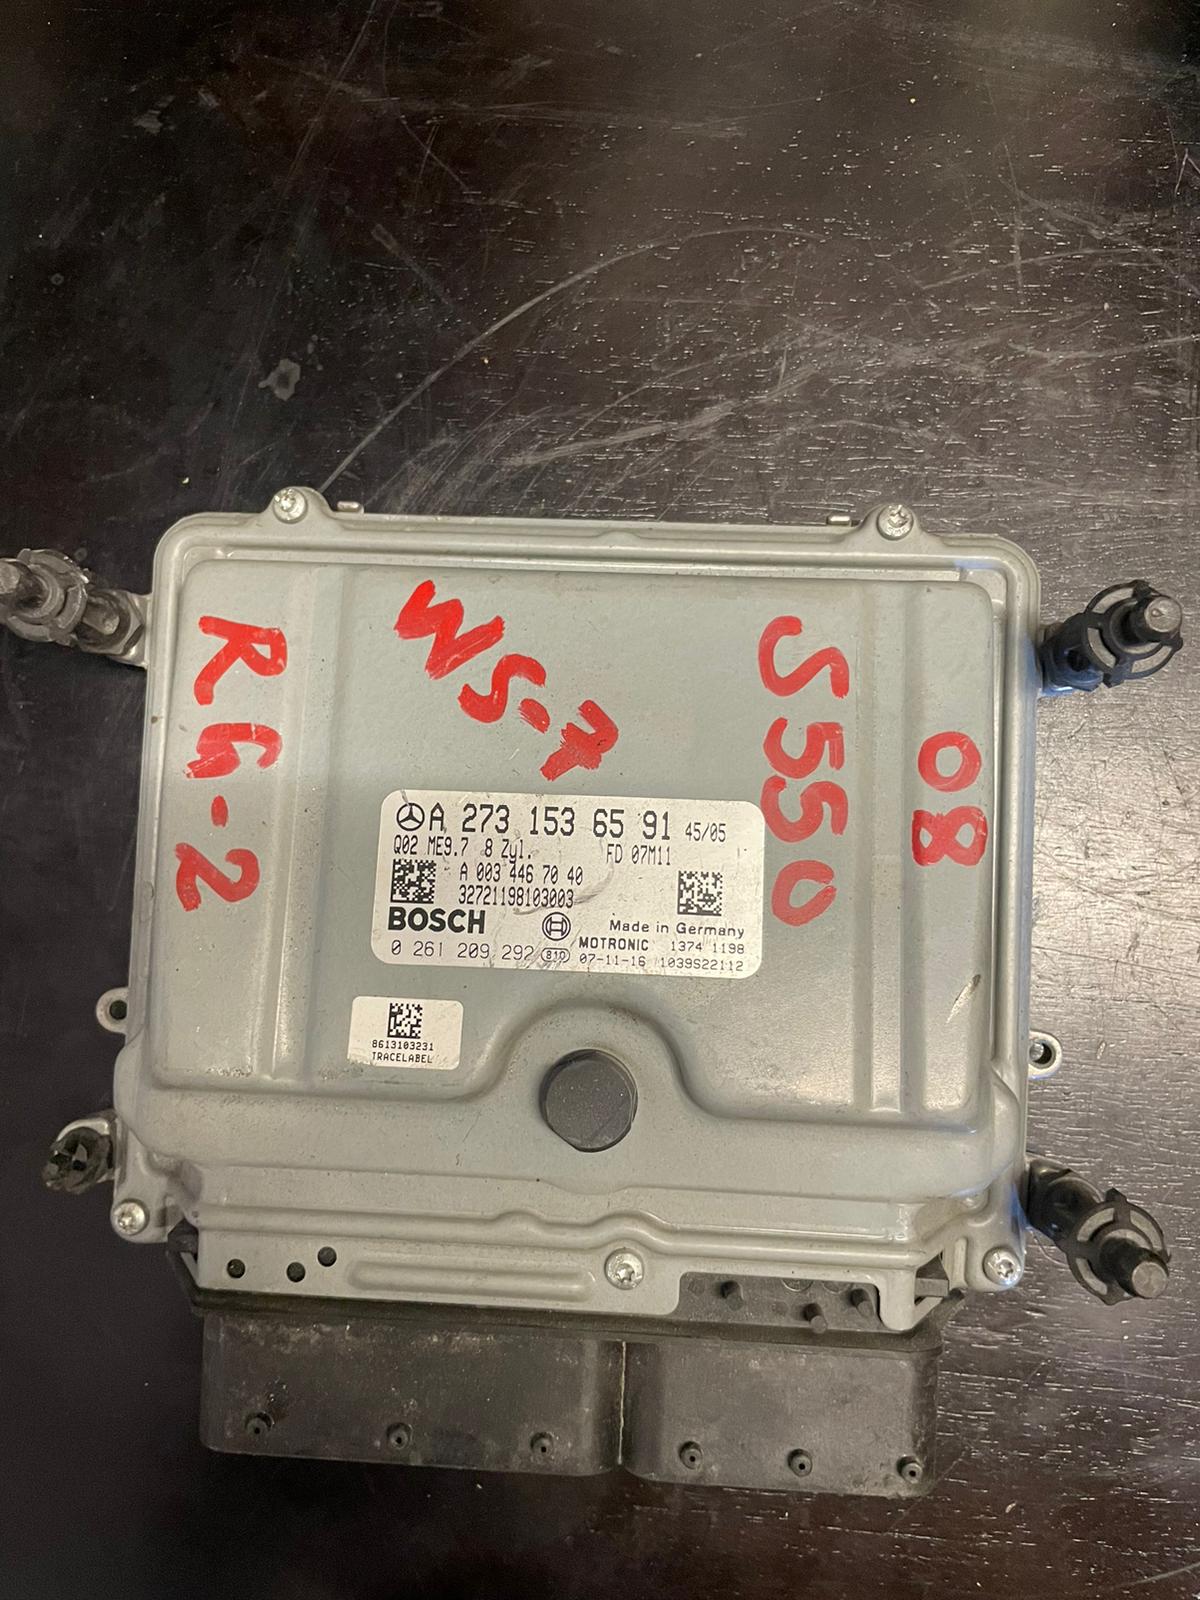 R6-2
WS-7
S550
08
A 273 153 65 91 45/05
Q02 ME9.7 8 Zyl. FD 07M11
A 003 446 70 40
32721198103003
BOSCH Made in Germany
0 261 209 292 810 MOTRONIC 1374 1198
07-11-16 1039S22112
8613103231
TRACELABEL